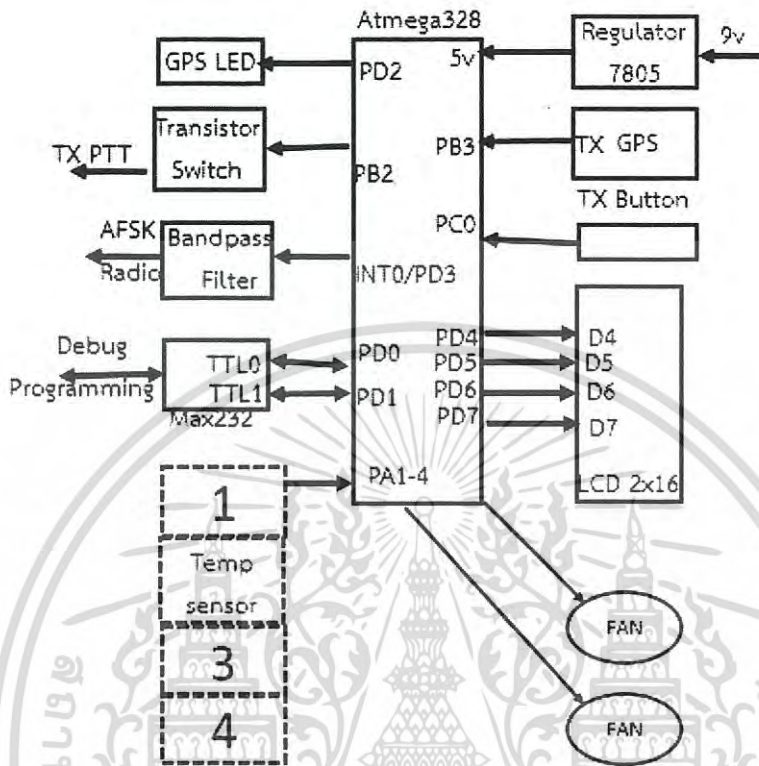 Atmega328
GPS LED
PD2
5v
Regulator
7805
9v
Transistor
Switch
TX PTT
PB2
PB3
TX GPS
TX Button
PC0
AFSK
Radio
Bandpass
Filter
INT0/PD3
Debug
Programming
TTL0
TTL1
Max232
PD0
PD1
PD4
PD5
PD6
PD7
D4
D5
D6
D7
LCD 2x16
PA1-4
1
Temp
sensor
3
4
FAN
FAN